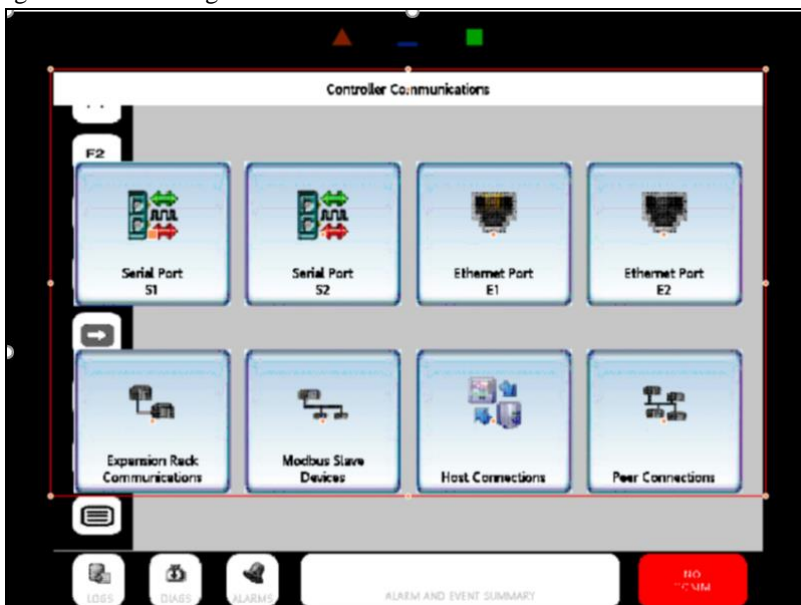 Controller Communications
F2
Serial Port
S1
Serial Port
S2
Ethernet Port
E1
Ethernet Port
E2
Expansion Rack
Communications
Modbus Slave
Devices
Host Connections
Peer Connections
LOGS
DIAGS
ALARMS
ALARM AND EVENT SUMMARY
NO
COMM